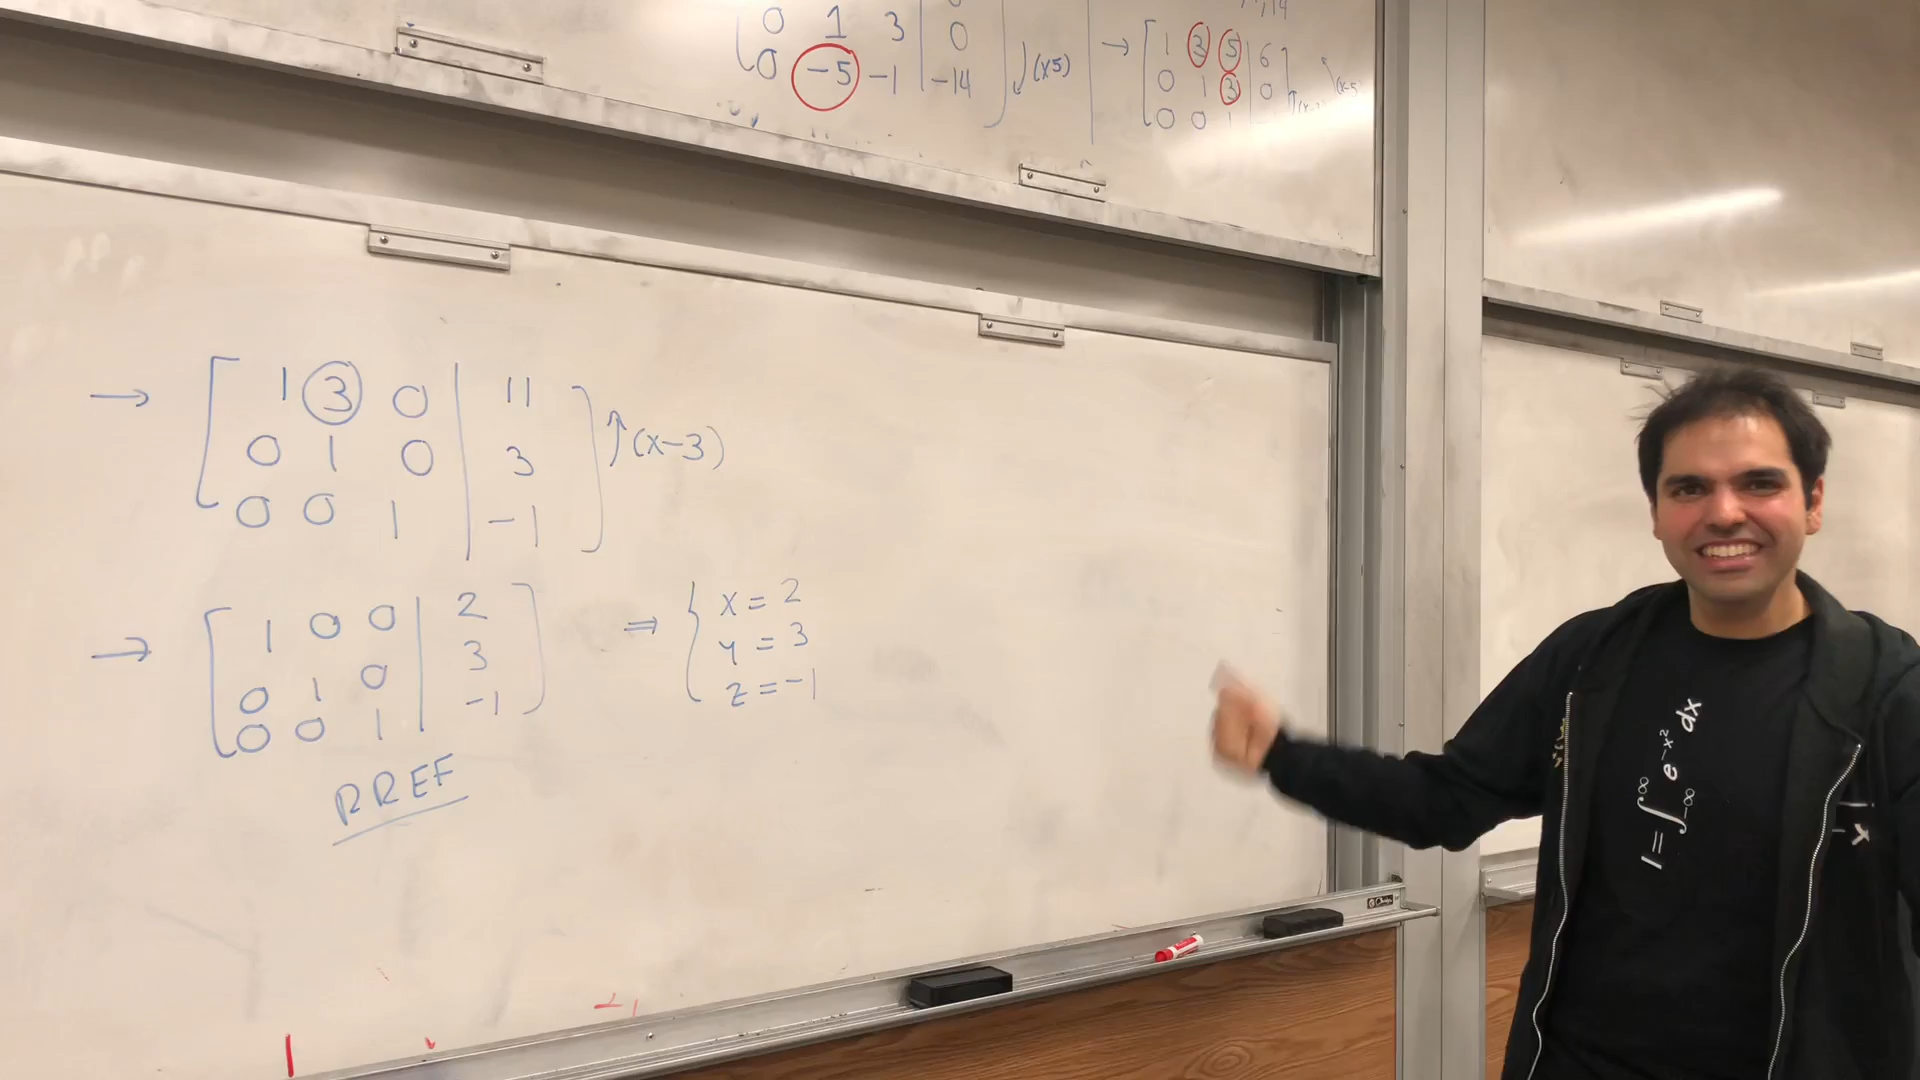 0 1 3 | 0
0 -5 -1 | -14 (x5)
→ [ 1 3 5 | 6 ]
0 1 3 | 0
0 0 1
→ [ 1 3 0 | 11 ]
0 1 0 | 3 ↑(x-3)
0 0 1 | -1
→ [ 1 0 0 | 2 ] ⇒ { x = 2
0 1 0 | 3 y = 3
0 0 1 | -1 z = -1
RREF
1 = ∫_{-∞}^{∞} e^{-x²} dx